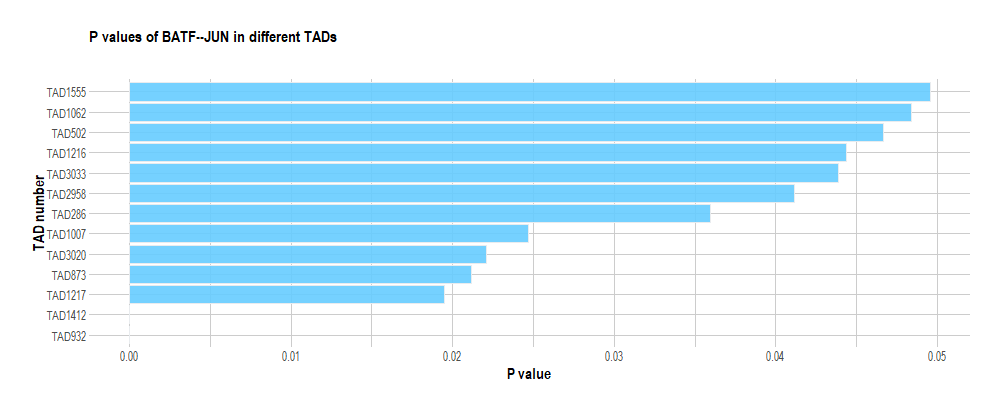 P values of BATF--JUN in different TADs
TAD number
TAD1555
TAD1062
TAD502
TAD1216
TAD3033
TAD2958
TAD286
TAD1007
TAD3020
TAD873
TAD1217
TAD1412
TAD932
0.00 0.01 0.02 0.03 0.04 0.05
P value